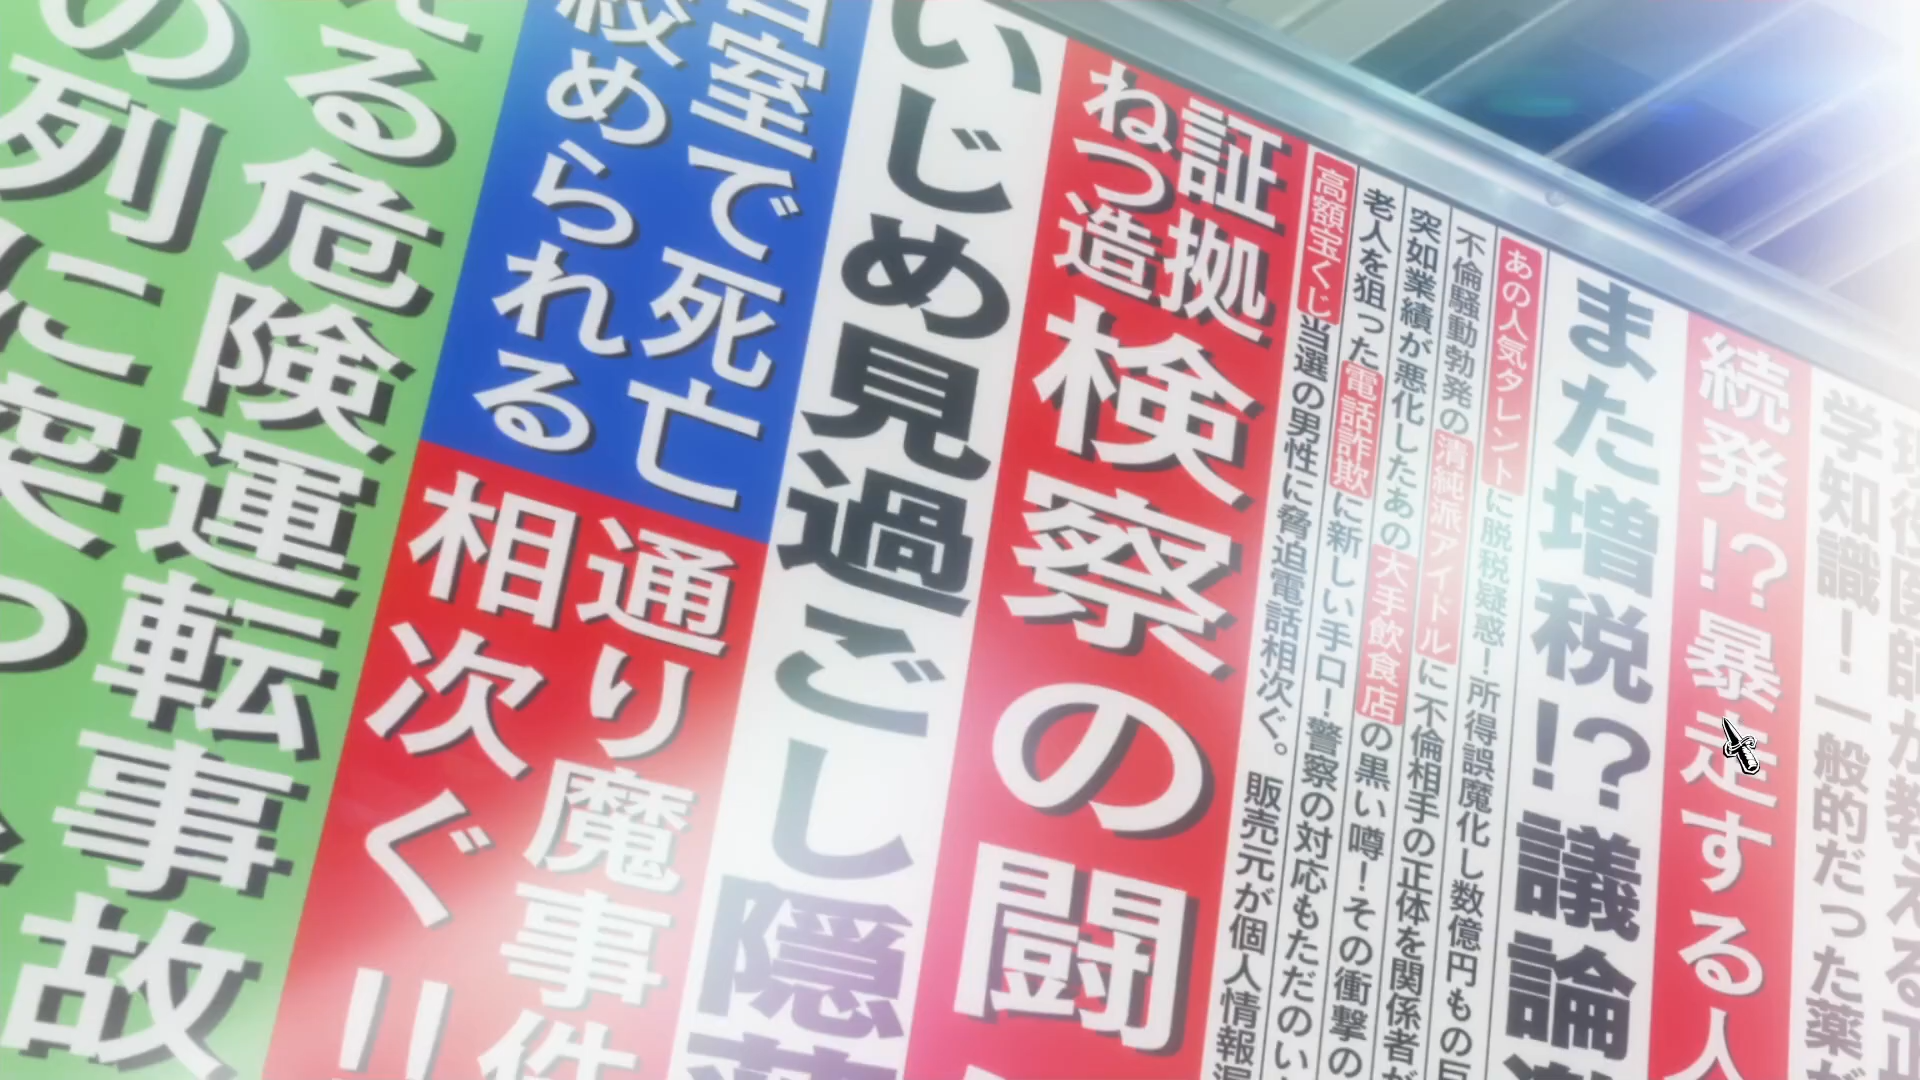 現役医師が教える正
学知識！一般的だった薬が
続発!?暴走する人
また増税!?議論
あの人気タレントに脱税疑惑！所得誤魔化し数億円もの
不倫騒動勃発の清純派アイドルに不倫相手の正体を関係者が
突如業績が悪化したあの大手飲食店の黒い噂！その衝撃の
老人を狙った電話詐欺に新しい手口！警察の対応もただのい
高額宝くじ当選の男性に脅迫電話相次ぐ。販売元が個人情報漏
証拠
ねつ造
検察の闘
いじめ見過ごし隠蔽
室で死亡
絞められる
通り魔事件
相次ぐ!!
える危険運転事故
の列に突っ